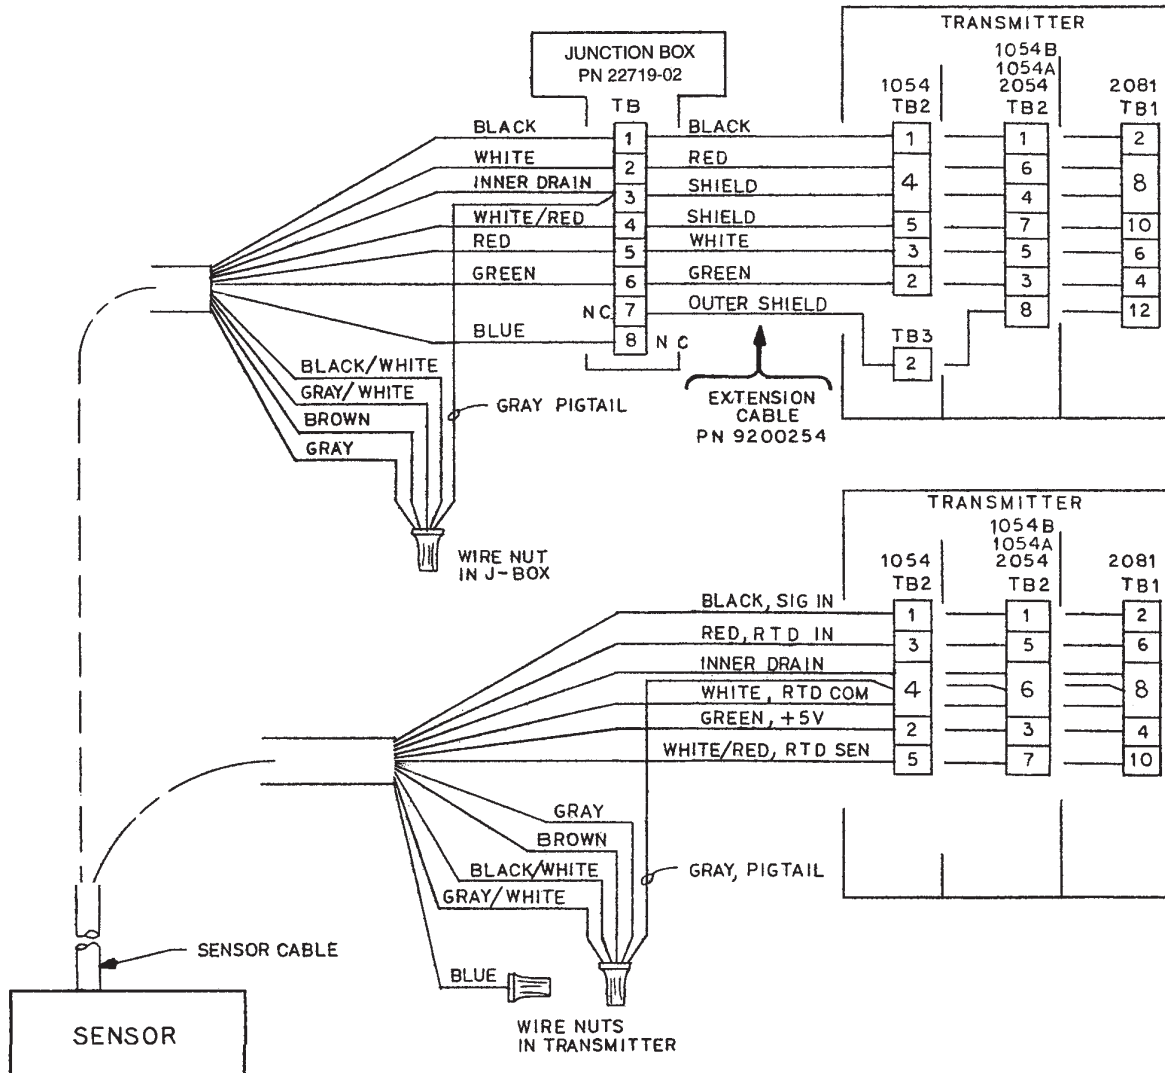 TRANSMITTER
JUNCTION BOX
PN 22719-02
1054B
1054A
1054 2054 2081
TB TB2 TB2 TB1
BLACK 1 BLACK 1 1 2
WHITE 2 RED 4 6 8
INNER DRAIN 3 SHIELD 4
WHITE/RED 4 SHIELD 5 7 10
RED 5 WHITE 3 5 6
GREEN 6 GREEN 2 3 4
N C 7 OUTER SHIELD 8 12
BLUE 8 N C
TB3
2
BLACK/WHITE
GRAY/WHITE
BROWN
GRAY
GRAY PIGTAIL
EXTENSION
CABLE
PN 9200254
WIRE NUT
IN J-BOX
TRANSMITTER
1054B
1054A
1054 2054 2081
TB2 TB2 TB1
BLACK, SIG IN 1 1 2
RED, RTD IN 3 5 6
INNER DRAIN
4 6 8
WHITE, RTD COM
GREEN, +5V 2 3 4
WHITE/RED, RTD SEN 5 7 10
GRAY
BROWN
BLACK/WHITE
GRAY/WHITE
GRAY, PIGTAIL
BLUE
WIRE NUTS
IN TRANSMITTER
SENSOR CABLE
SENSOR